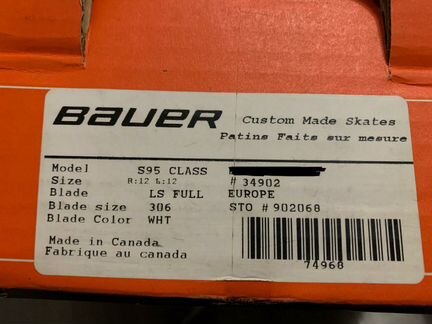 BAUER Custom Made Skates
Patins Faits sur mesure
Model S95 CLASS
Size R:12 L:12 # 34902
Blade LS FULL EUROPE
Blade size 306 STO # 902068
Blade Color WHT
Made in Canada
Fabrique au canada
74968